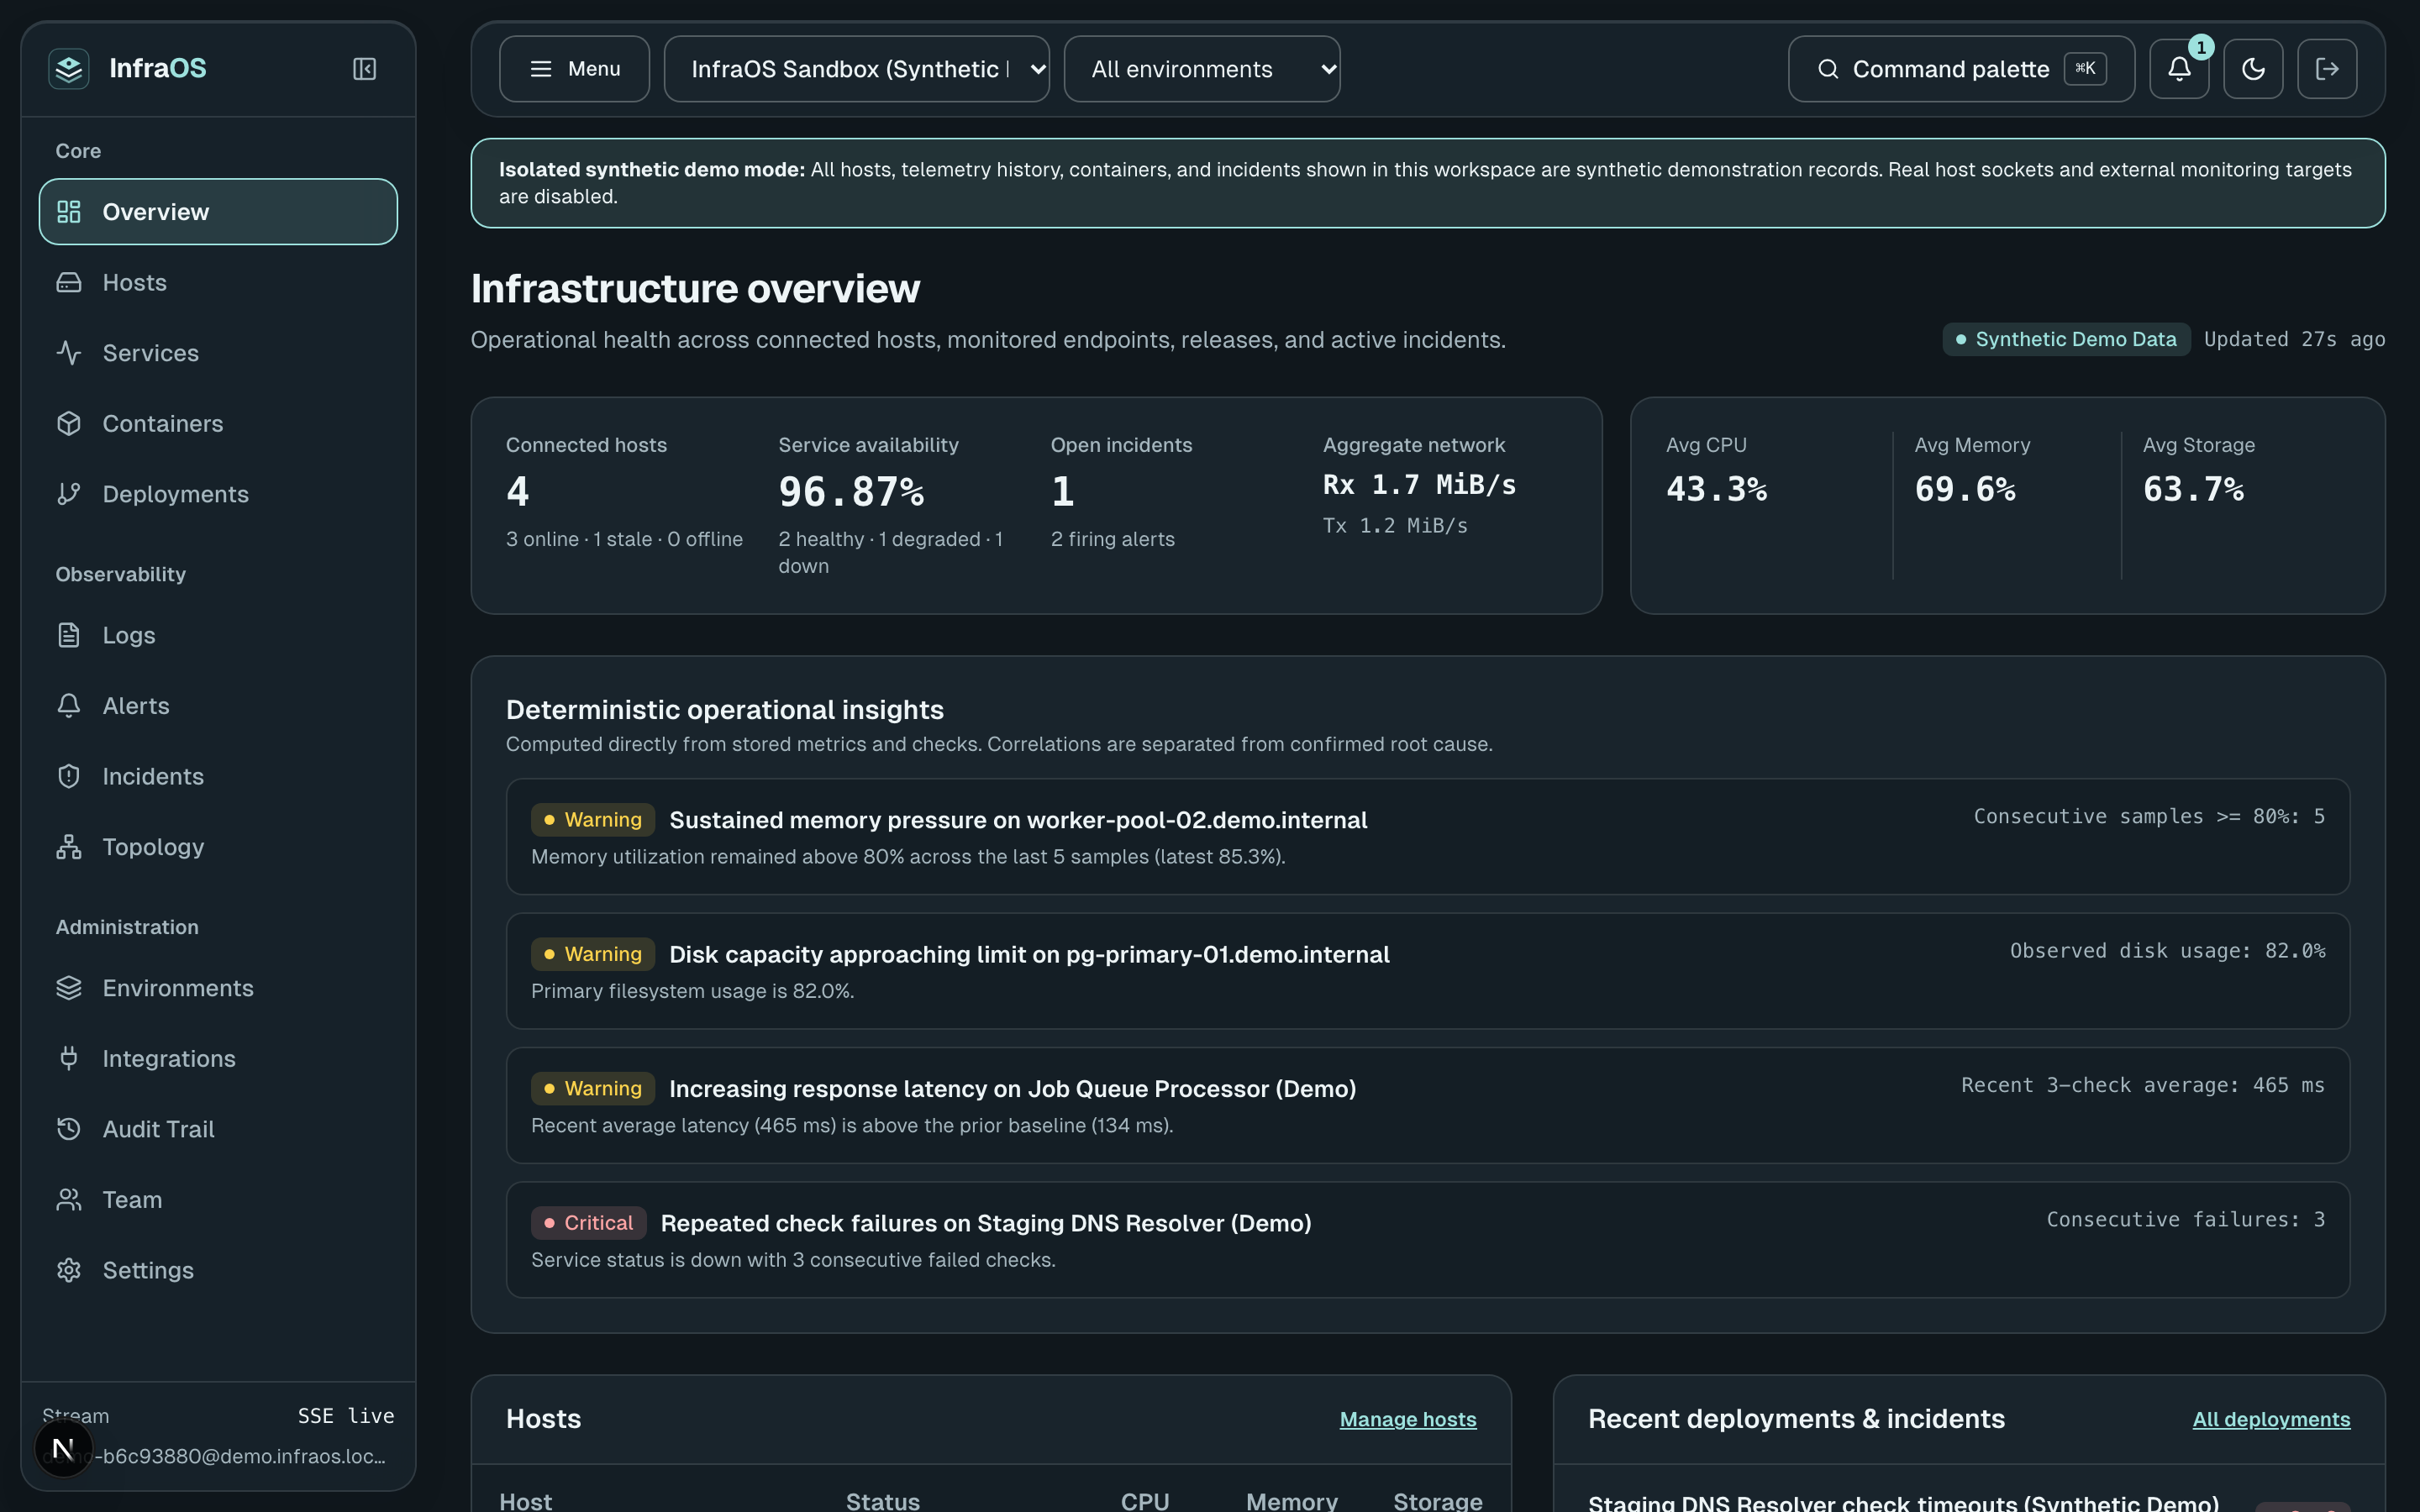 InfraOS
Core
Overview
Hosts
Services
Containers
Deployments
Observability
Logs
Alerts
Incidents
Topology
Administration
Environments
Integrations
Audit Trail
Team
Settings
Stream
SSE live
N
-b6c93880@demo.infraos.loc...
Menu
InfraOS Sandbox (Synthetic
All environments
Command palette
⌘K
1
Isolated synthetic demo mode: All hosts, telemetry history, containers, and incidents shown in this workspace are synthetic demonstration records. Real host sockets and external monitoring targets
are disabled.
Infrastructure overview
Operational health across connected hosts, monitored endpoints, releases, and active incidents.
Synthetic Demo Data
Updated 27s ago
Connected hosts
4
3 online · 1 stale · 0 offline
Service availability
96.87%
2 healthy · 1 degraded · 1
down
Open incidents
1
2 firing alerts
Aggregate network
Rx 1.7 MiB/s
Tx 1.2 MiB/s
Avg CPU
43.3%
Avg Memory
69.6%
Avg Storage
63.7%
Deterministic operational insights
Computed directly from stored metrics and checks. Correlations are separated from confirmed root cause.
Warning
Sustained memory pressure on worker-pool-02.demo.internal
Consecutive samples >= 80%: 5
Memory utilization remained above 80% across the last 5 samples (latest 85.3%).
Warning
Disk capacity approaching limit on pg-primary-01.demo.internal
Observed disk usage: 82.0%
Primary filesystem usage is 82.0%.
Warning
Increasing response latency on Job Queue Processor (Demo)
Recent 3-check average: 465 ms
Recent average latency (465 ms) is above the prior baseline (134 ms).
Critical
Repeated check failures on Staging DNS Resolver (Demo)
Consecutive failures: 3
Service status is down with 3 consecutive failed checks.
Hosts
Manage hosts
Host
Status
CPU
Memory
Storage
Recent deployments & incidents
All deployments
Staging DNS Resolver check timeouts (Synthetic Demo)